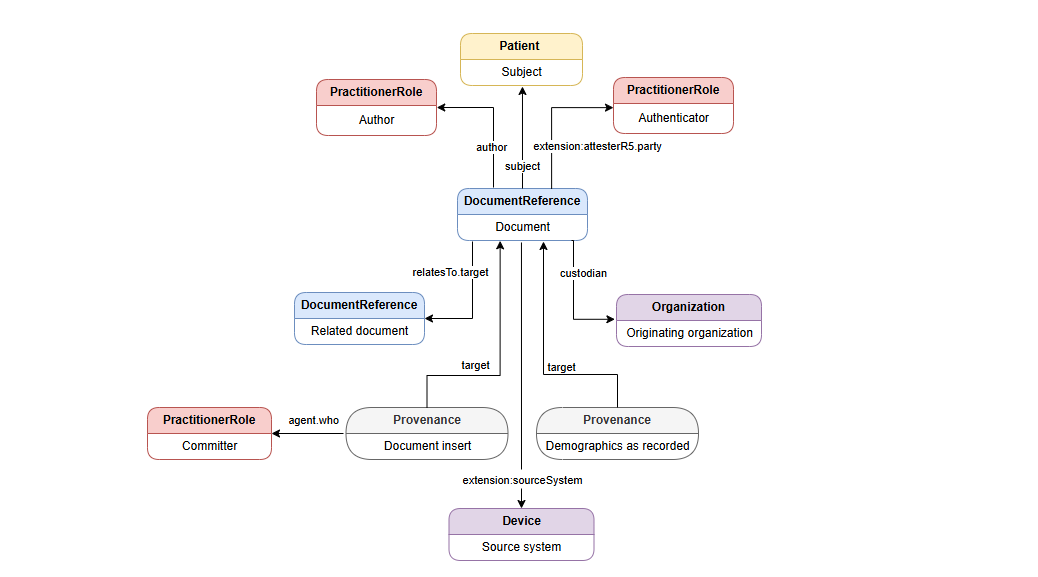 Patient
Subject
PractitionerRole
Author
PractitionerRole
Authenticator
author
extension:attesterR5.party
subject
DocumentReference
Document
relatesTo.target
custodian
DocumentReference
Related document
Organization
Originating organization
target
target
PractitionerRole
Committer
agent.who
Provenance
Document insert
Provenance
Demographics as recorded
extension:sourceSystem
Device
Source system